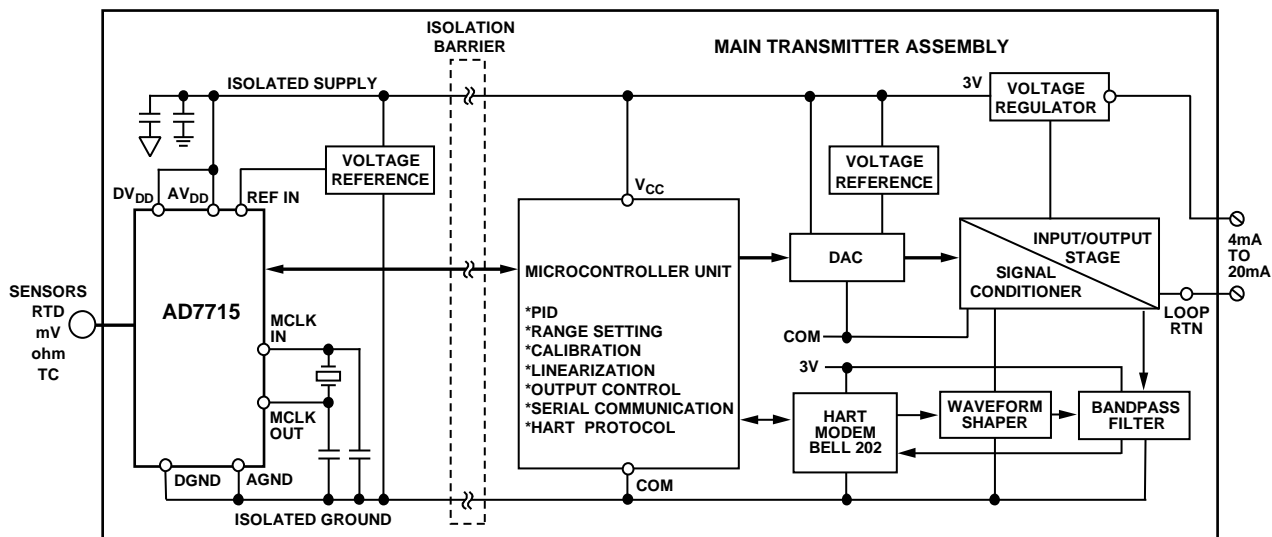 ISOLATION
BARRIER
MAIN TRANSMITTER ASSEMBLY
ISOLATED SUPPLY
3V
VOLTAGE
REGULATOR
VOLTAGE
REFERENCE
VOLTAGE
REFERENCE
DVDD
AVDD
REF IN
VCC
AD7715
SENSORS
RTD
mV
ohm
TC
MCLK
IN
MCLK
OUT
DGND
AGND
ISOLATED GROUND
MICROCONTROLLER UNIT
*PID
*RANGE SETTING
*CALIBRATION
*LINEARIZATION
*OUTPUT CONTROL
*SERIAL COMMUNICATION
*HART PROTOCOL
COM
DAC
COM
INPUT/OUTPUT
STAGE
SIGNAL
CONDITIONER
4mA
TO
20mA
LOOP
RTN
3V
HART
MODEM
BELL 202
WAVEFORM
SHAPER
BANDPASS
FILTER